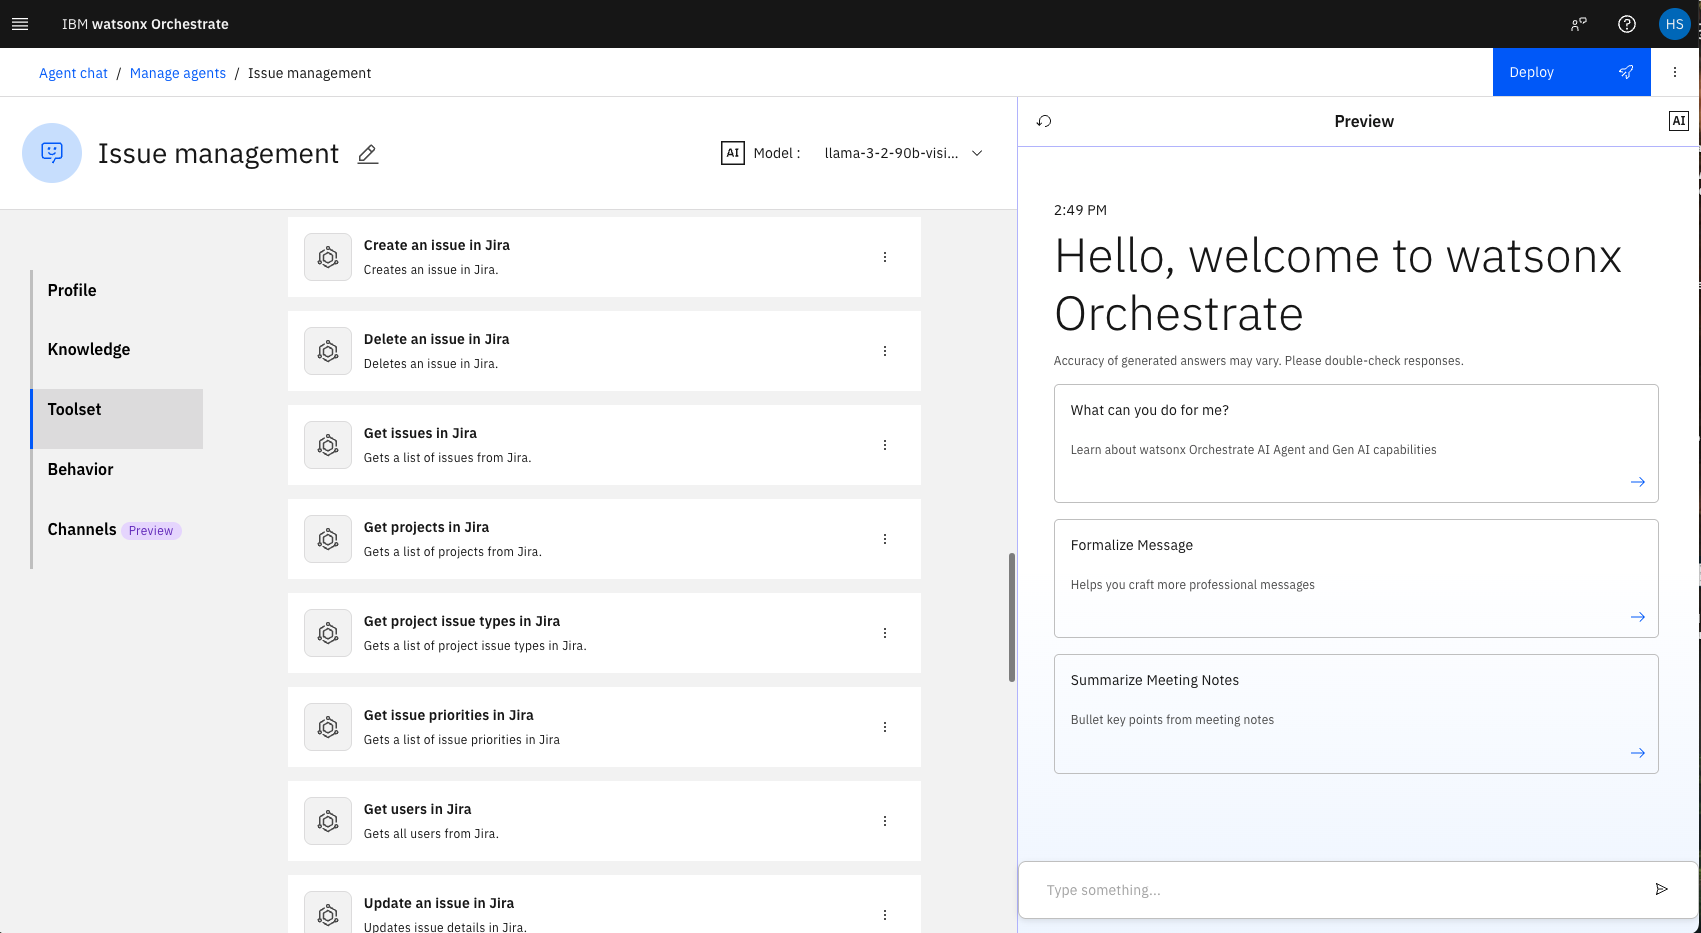 IBM watsonx Orchestrate
HS
Agent chat / Manage agents / Issue management
Deploy
Issue management
AI Model : llama-3-2-90b-visi...
Profile
Knowledge
Toolset
Behavior
Channels Preview
Create an issue in Jira
Creates an issue in Jira.
Delete an issue in Jira
Deletes an issue in Jira.
Get issues in Jira
Gets a list of issues from Jira.
Get projects in Jira
Gets a list of projects from Jira.
Get project issue types in Jira
Gets a list of project issue types in Jira.
Get issue priorities in Jira
Gets a list of issue priorities in Jira
Get users in Jira
Gets all users from Jira.
Update an issue in Jira
Updates issue details in Jira.
Preview
AI
2:49 PM
Hello, welcome to watsonx
Orchestrate
Accuracy of generated answers may vary. Please double-check responses.
What can you do for me?
Learn about watsonx Orchestrate AI Agent and Gen AI capabilities
Formalize Message
Helps you craft more professional messages
Summarize Meeting Notes
Bullet key points from meeting notes
Type something...